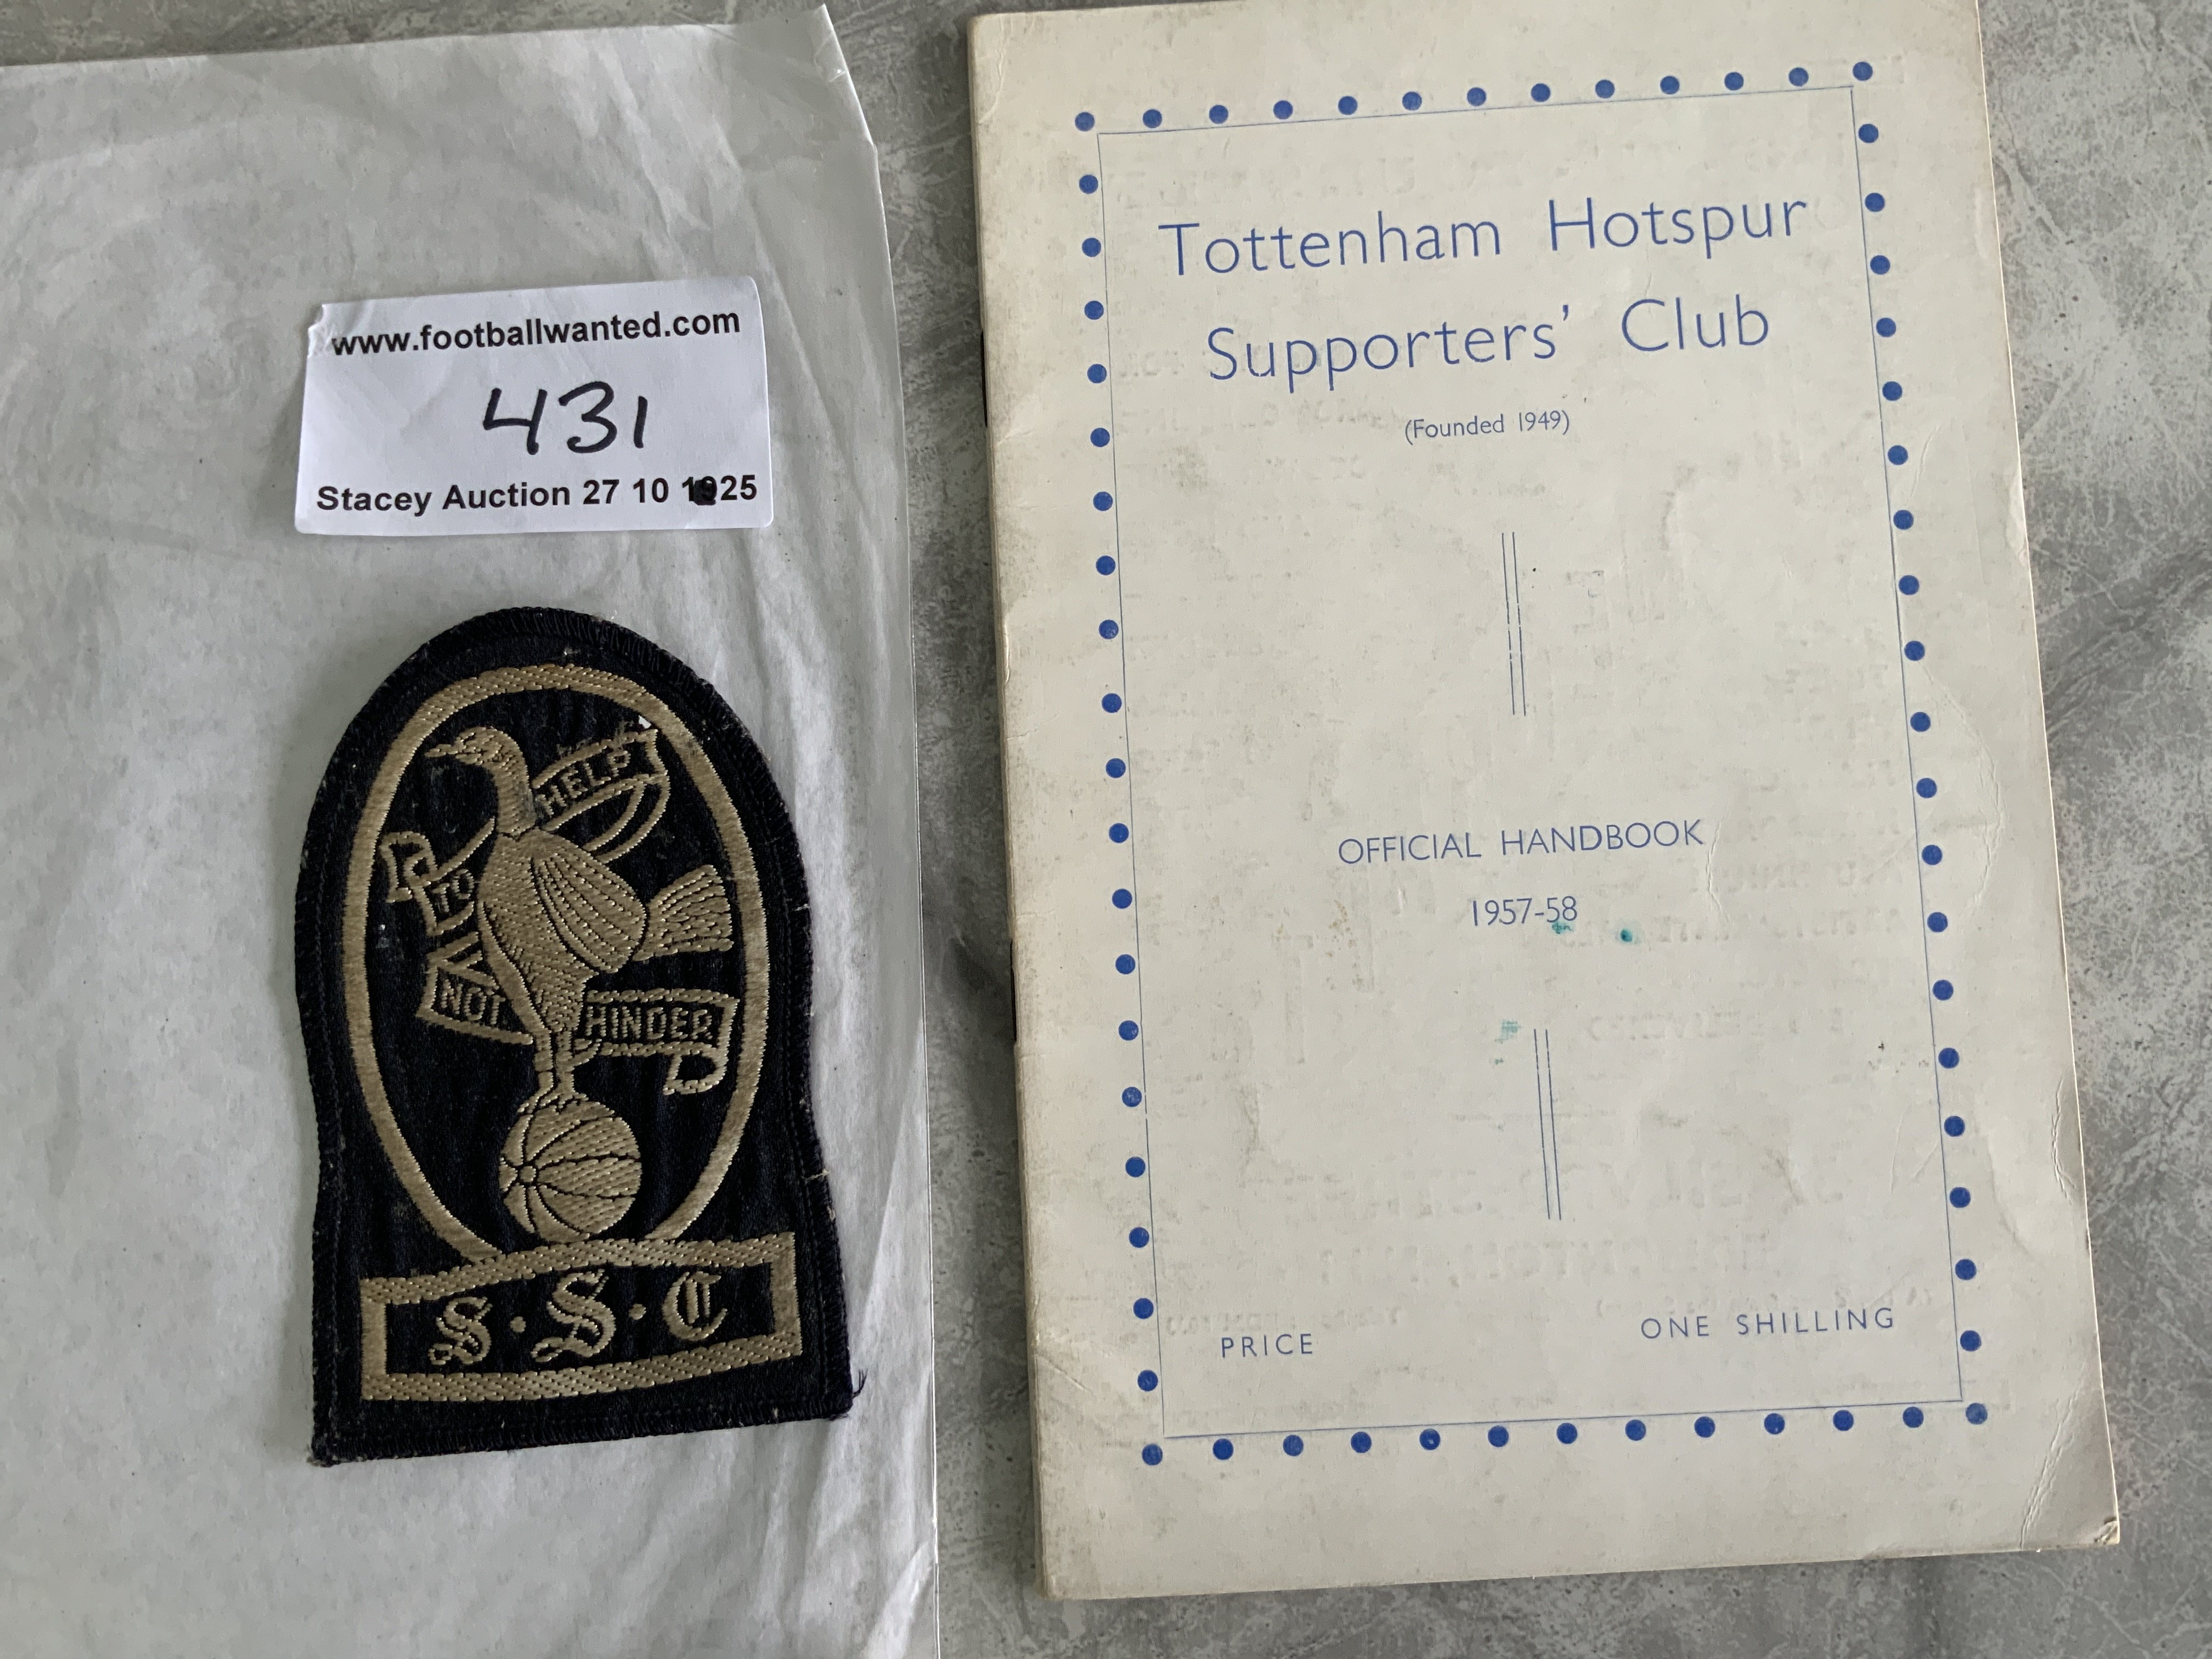 www.footballwanted.com
431
Stacey Auction 27 10 1925
HELP
TO
NOT
HINDER
S·S·C
Tottenham Hotspur
Supporters' Club
(Founded 1949)
OFFICIAL HANDBOOK
1957-58
PRICE ONE SHILLING